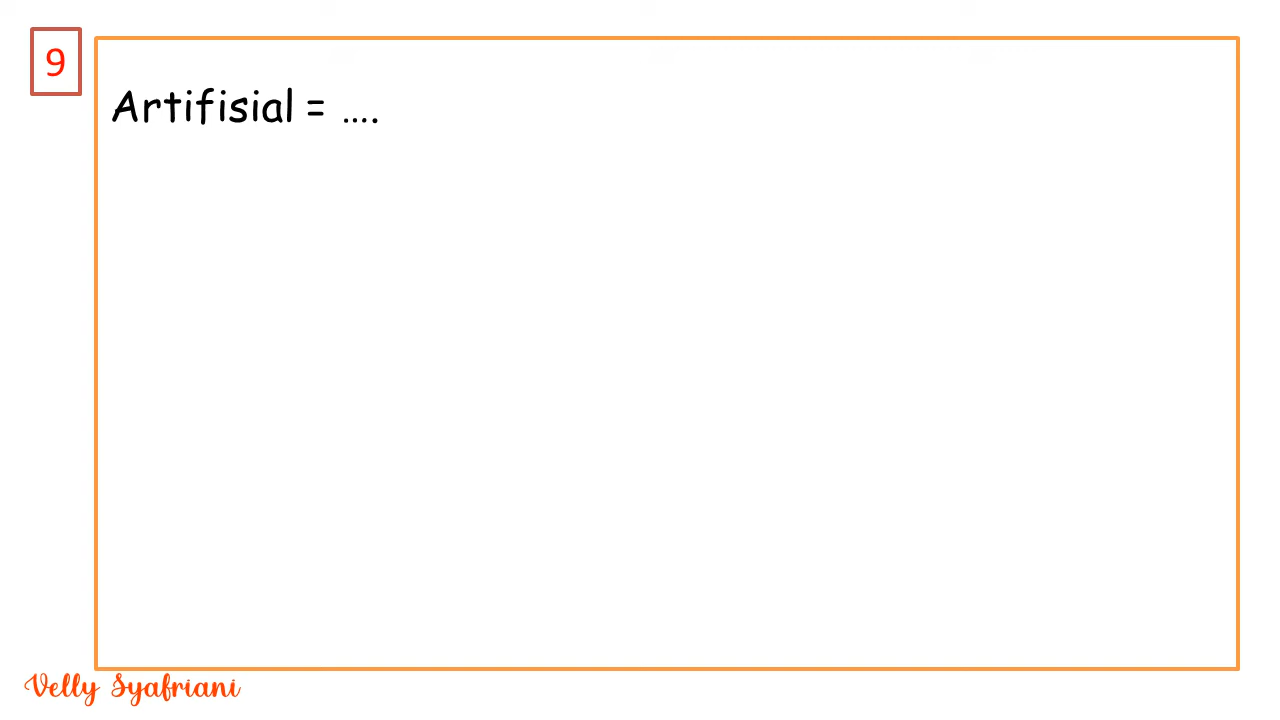 9
Artifisial = ....
Velly Syafriani